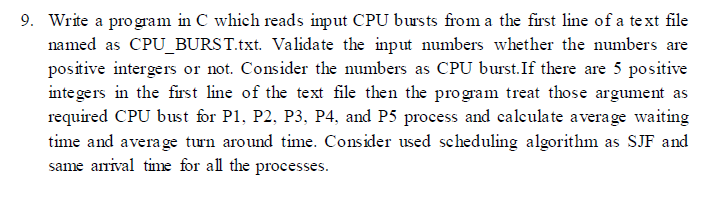 9. Write a program in C which reads input CPU bursts from a the first line of a text file
named as CPU_BURST.txt. Validate the input numbers whether the numbers are
positive intergers or not. Consider the numbers as CPU burst.If there are 5 positive
integers in the first line of the text file then the program treat those argument as
required CPU bust for P1, P2, P3, P4, and P5 process and calculate average waiting
time and average turn around time. Consider used scheduling algorithm as SJF and
same arrival time for all the processes.